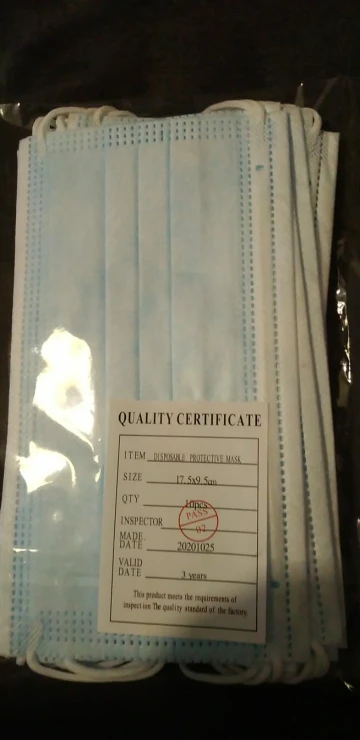 QUALITY CERTIFICATE
ITEM DISPOSABLE PROTECTIVE MASK
SIZE 17.5x9.5cm
QTY 10pcs
INSPECTOR PASS 02
MADE DATE 20201025
VALID DATE 3 years
This product meets the requirements of
inspection The quality standard of the factory.